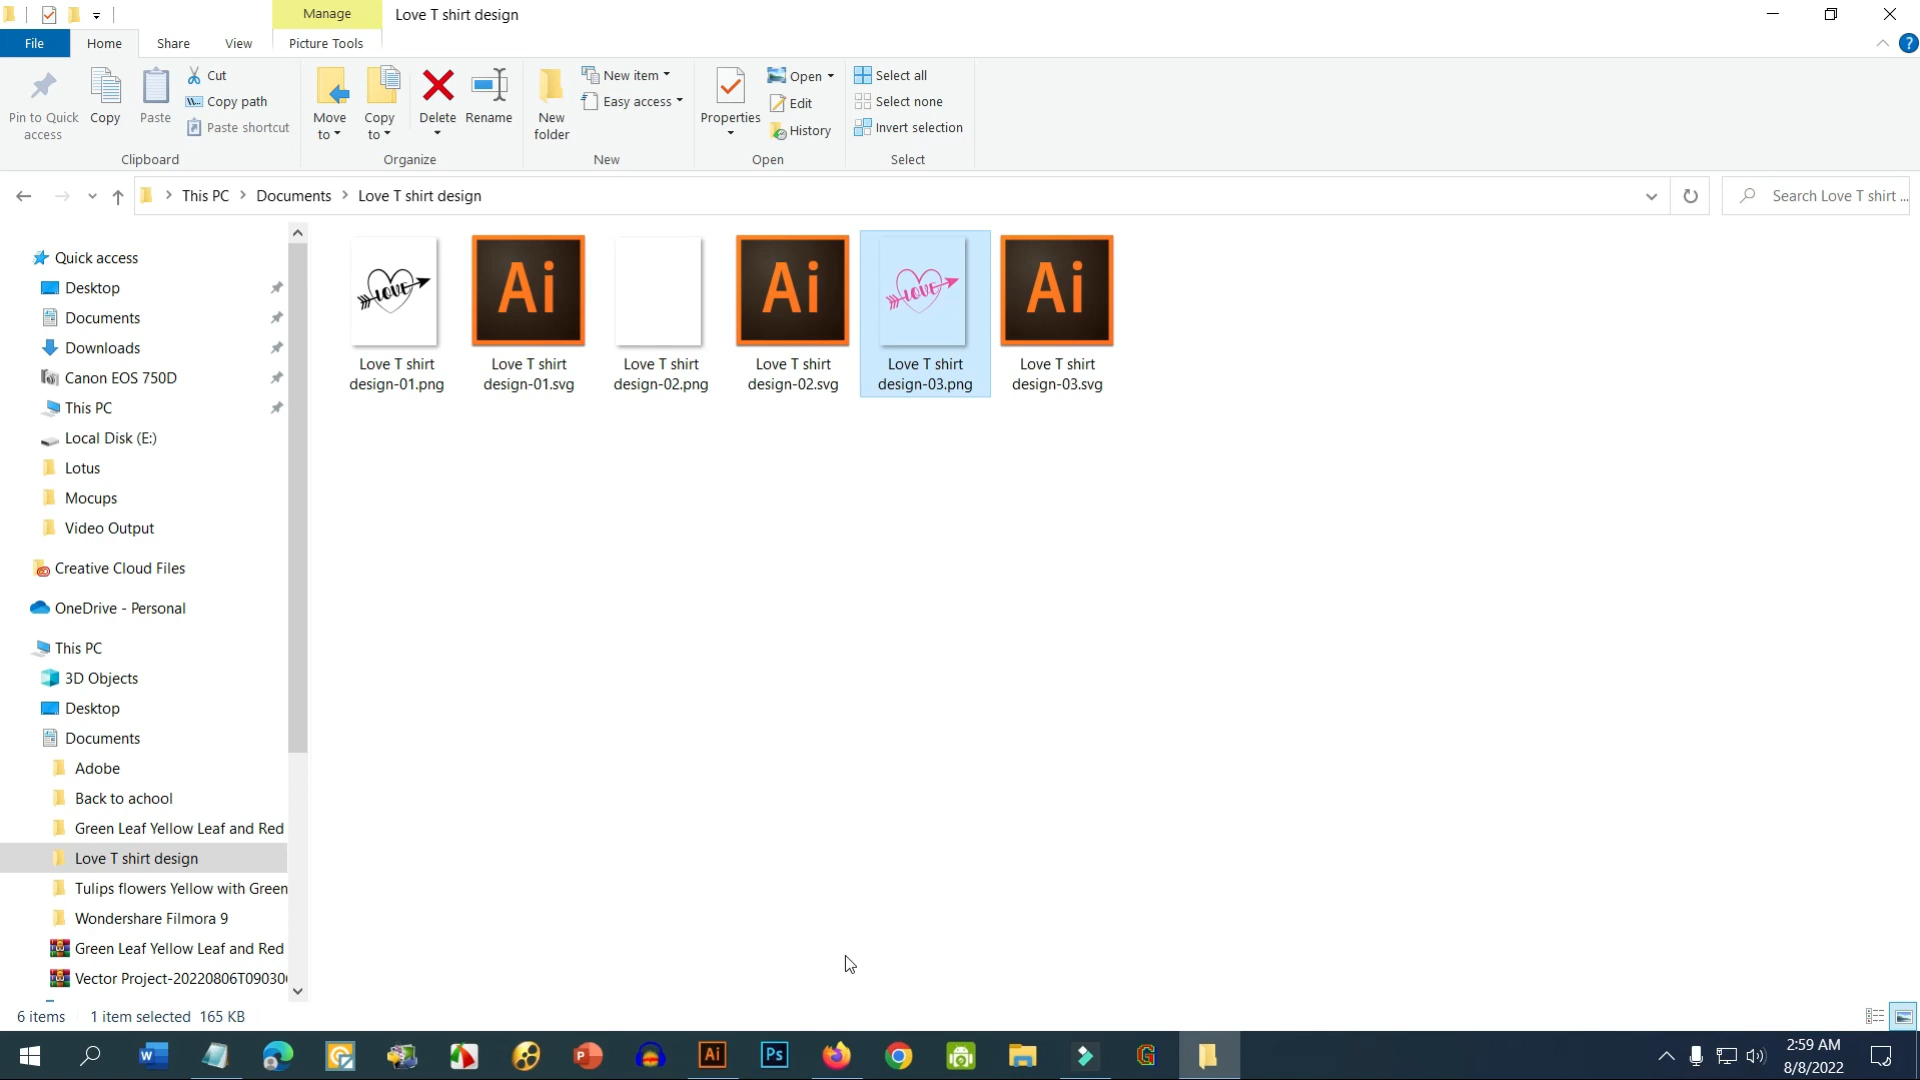 Manage
Love T shirt design
File
Home
Share
View
Picture Tools
Pin to Quick
access
Copy
Paste
Cut
Copy path
Paste shortcut
Clipboard
Move
to
Copy
to
Delete
Rename
Organize
New
folder
New item
Easy access
New
Properties
Open
Edit
History
Open
Select all
Select none
Invert selection
Select
This PC
Documents
Love T shirt design
Search Love T shirt ...
Quick access
Desktop
Documents
Downloads
Canon EOS 750D
This PC
Local Disk (E:)
Lotus
Mocups
Video Output
Creative Cloud Files
OneDrive - Personal
This PC
3D Objects
Desktop
Documents
Adobe
Back to achool
Green Leaf Yellow Leaf and Red
Love T shirt design
Tulips flowers Yellow with Green
Wondershare Filmora 9
Green Leaf Yellow Leaf and Red
Vector Project-20220806T09030
LOVE
Love T shirt
design-01.png
Ai
Love T shirt
design-01.svg
Love T shirt
design-02.png
Ai
Love T shirt
design-02.svg
LOVE
Love T shirt
design-03.png
Ai
Love T shirt
design-03.svg
6 items
1 item selected 165 KB
W
P
Ai
Ps
G
2:59 AM
8/8/2022